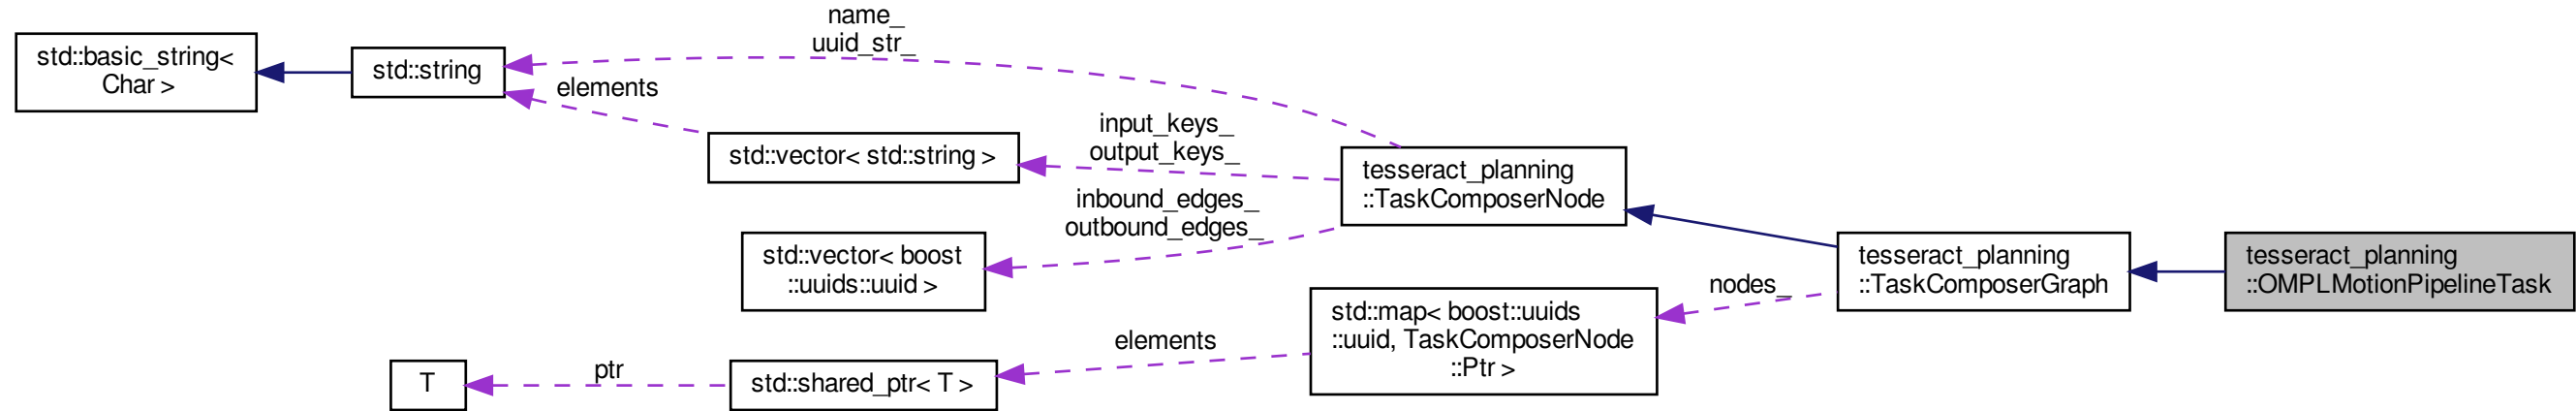 name_
uuid_str_
std::basic_string<
Char >
std::string
elements
std::vector< std::string >
input_keys_
output_keys_
tesseract_planning
::TaskComposerNode
inbound_edges_
outbound_edges_
std::vector< boost
::uuids::uuid >
tesseract_planning
::TaskComposerGraph
tesseract_planning
::OMPLMotionPipelineTask
nodes_
std::map< boost::uuids
::uuid, TaskComposerNode
::Ptr >
elements
std::shared_ptr< T >
ptr
T